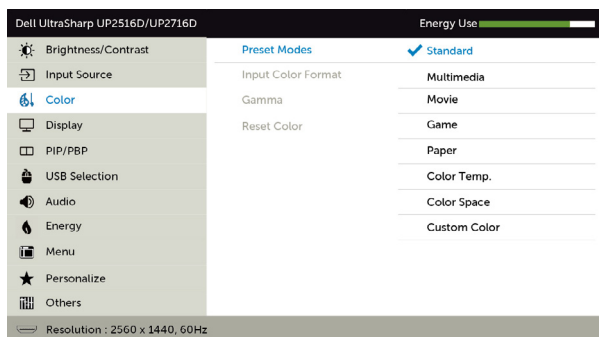 Dell UltraSharp UP2516D/UP2716D Energy Use
Brightness/Contrast Preset Modes Standard
Input Source Input Color Format Multimedia
Color Gamma Movie
Display Reset Color Game
PIP/PBP Paper
USB Selection Color Temp.
Audio Color Space
Energy Custom Color
Menu
Personalize
Others
Resolution : 2560 x 1440, 60Hz